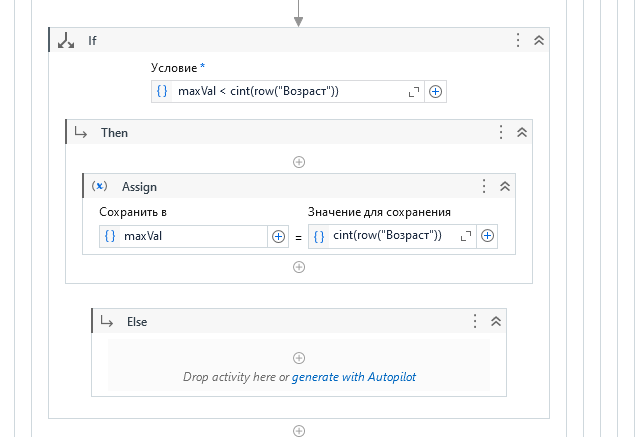 If
Условие *
{} maxVal < cint(row("Возраст"))
Then
(x) Assign
Сохранить в
Значение для сохранения
{} maxVal = {} cint(row("Возраст"))
Else
Drop activity here or generate with Autopilot